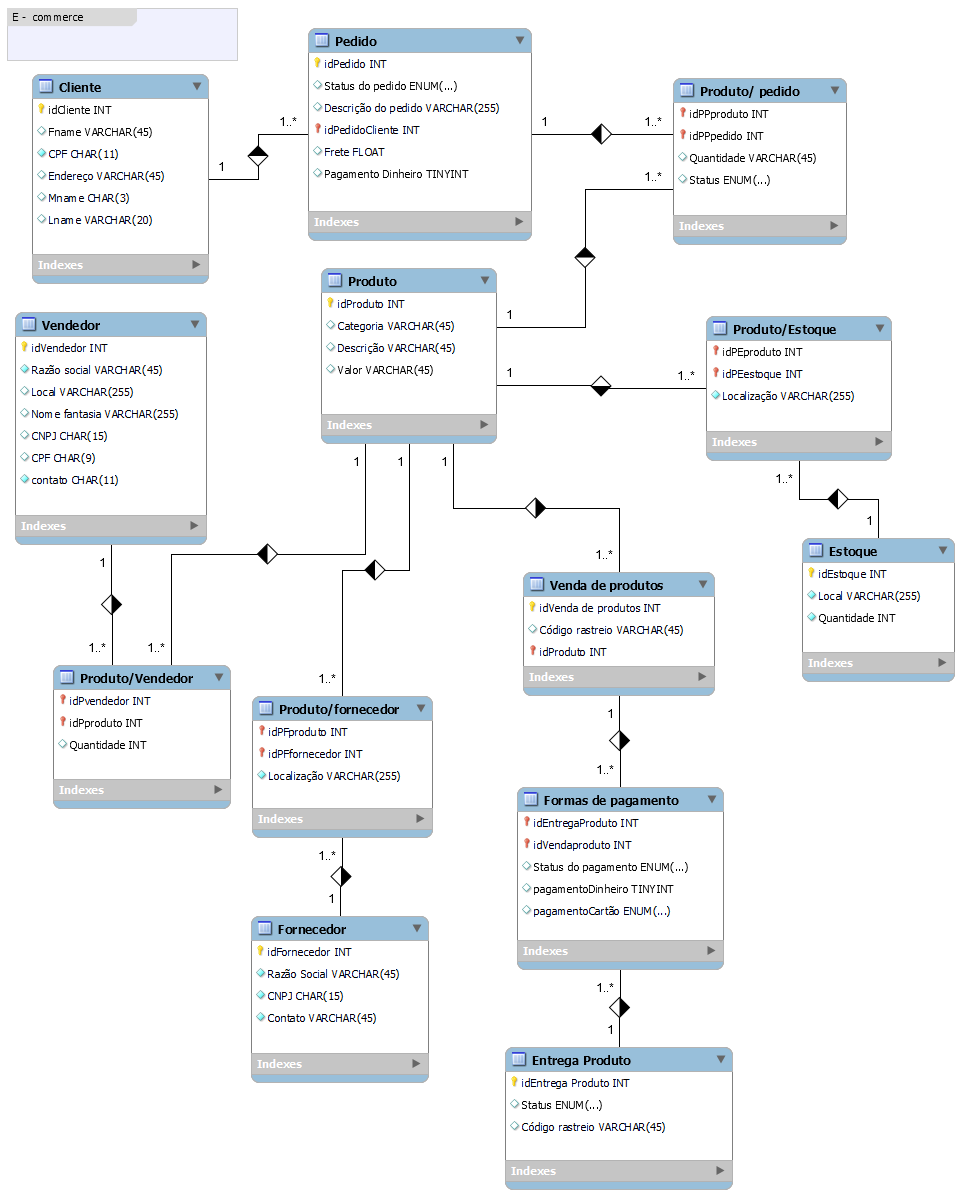 E - commerce
Cliente
idCliente INT
Fname VARCHAR(45)
CPF CHAR(11)
Endereço VARCHAR(45)
Mname CHAR(3)
Lname VARCHAR(20)
Indexes
1
1..*
Pedido
idPedido INT
Status do pedido ENUM(...)
Descrição do pedido VARCHAR(255)
idPedidoCliente INT
Frete FLOAT
Pagamento Dinheiro TINYINT
Indexes
1
1..*
1..*
Produto/ pedido
idPPproduto INT
idPPpedido INT
Quantidade VARCHAR(45)
Status ENUM(...)
Indexes
Produto
idProduto INT
Categoria VARCHAR(45)
Descrição VARCHAR(45)
Valor VARCHAR(45)
Indexes
1
1
1..*
1
1
1
Vendedor
idVendedor INT
Razão social VARCHAR(45)
Local VARCHAR(255)
Nome fantasia VARCHAR(255)
CNPJ CHAR(15)
CPF CHAR(9)
contato CHAR(11)
Indexes
1
1..*
1..*
Produto/Estoque
idPEproduto INT
idPEestoque INT
Localização VARCHAR(255)
Indexes
1..*
1
Estoque
idEstoque INT
Local VARCHAR(255)
Quantidade INT
Indexes
1..*
Venda de produtos
idVenda de produtos INT
Código rastreio VARCHAR(45)
idProduto INT
Indexes
1
1..*
Produto/Vendedor
idPvendedor INT
idPproduto INT
Quantidade INT
Indexes
1..*
Produto/fornecedor
idPFproduto INT
idPFfornecedor INT
Localização VARCHAR(255)
Indexes
1..*
1
Formas de pagamento
idEntregaProduto INT
idVendaproduto INT
Status do pagamento ENUM(...)
pagamentoDinheiro TINYINT
pagamentoCartão ENUM(...)
Indexes
1..*
1
Fornecedor
idFornecedor INT
Razão Social VARCHAR(45)
CNPJ CHAR(15)
Contato VARCHAR(45)
Indexes
Entrega Produto
idEntrega Produto INT
Status ENUM(...)
Código rastreio VARCHAR(45)
Indexes